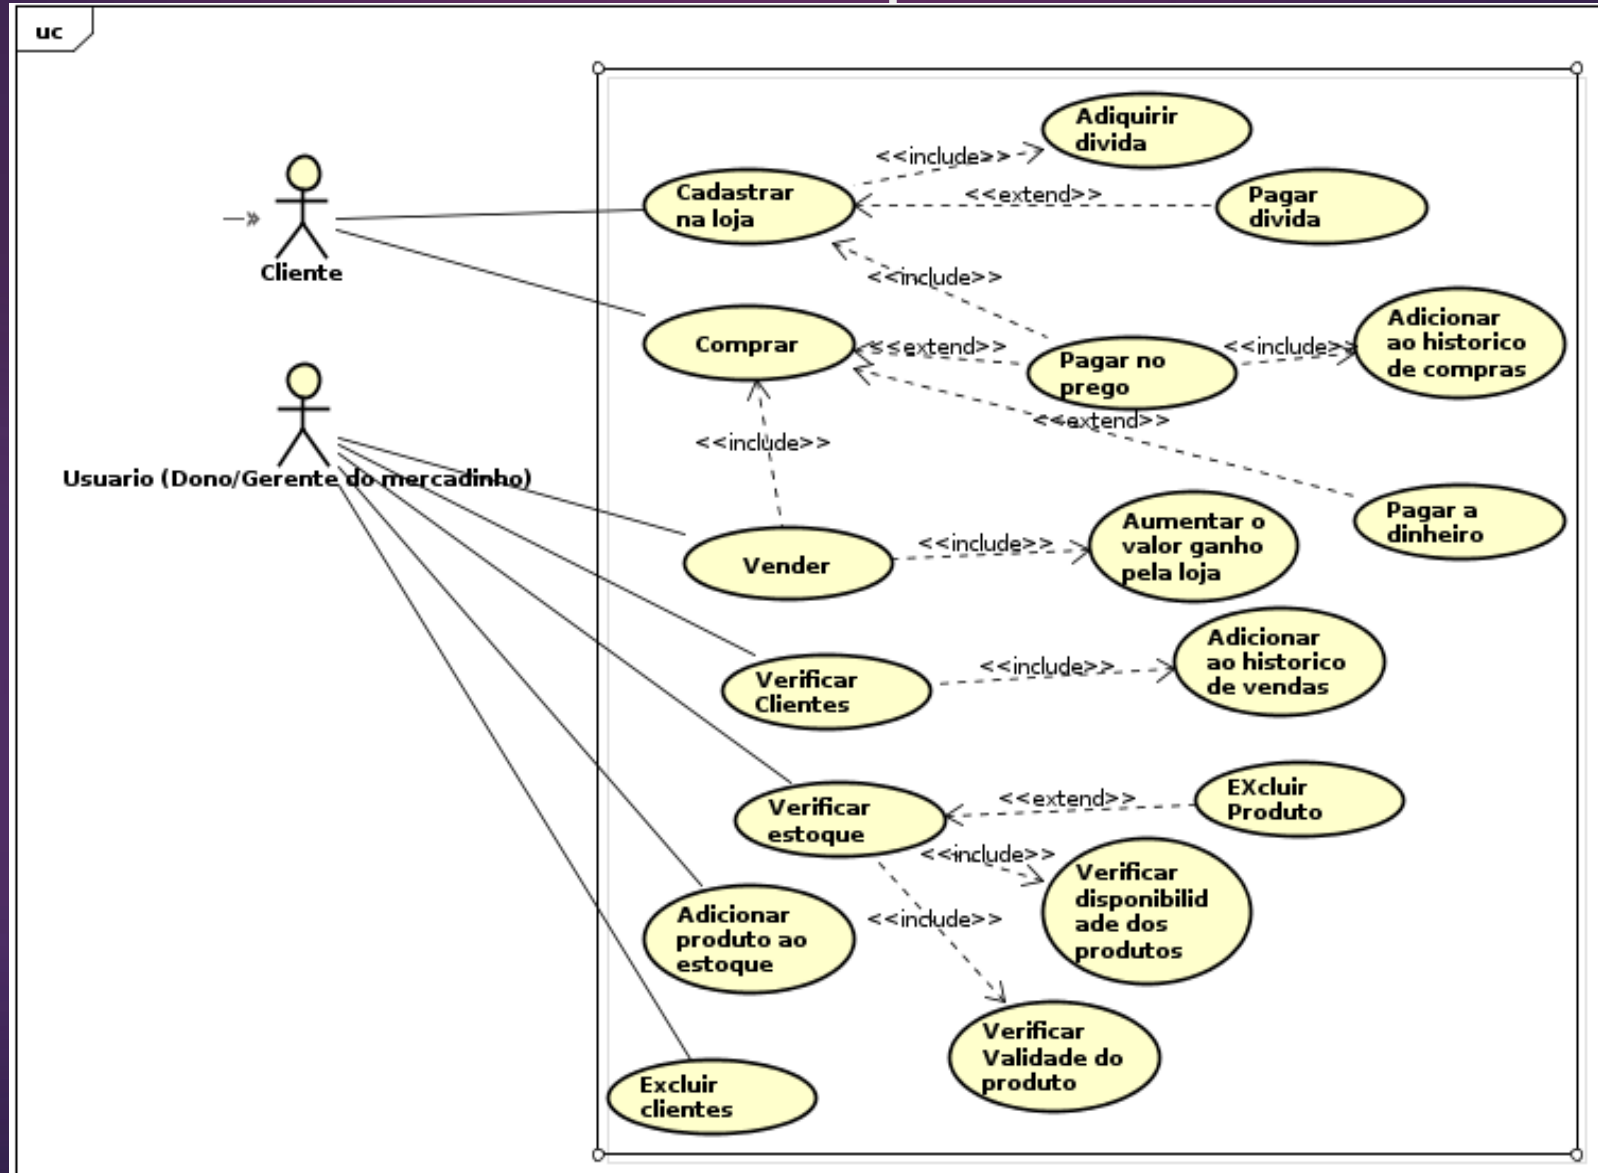 uc
Adiquirir
divida
<<include>>
Cadastrar
na loja
<<extend>>
Pagar
divida
Cliente
<<include>>
Comprar
<<extend>>
Pagar no
prego
<<include>>
Adicionar
ao historico
de compras
<<extend>>
<<include>>
Usuario (Dono/Gerente do mercadinho)
Pagar a
dinheiro
Vender
<<include>>
Aumentar o
valor ganho
pela loja
Verificar
Clientes
<<include>>
Adicionar
ao historico
de vendas
Verificar
estoque
<<extend>>
EXcluir
Produto
<<include>>
Verificar
disponibilid
ade dos
produtos
<<include>>
Adicionar
produto ao
estoque
Verificar
Validade do
produto
Excluir
clientes